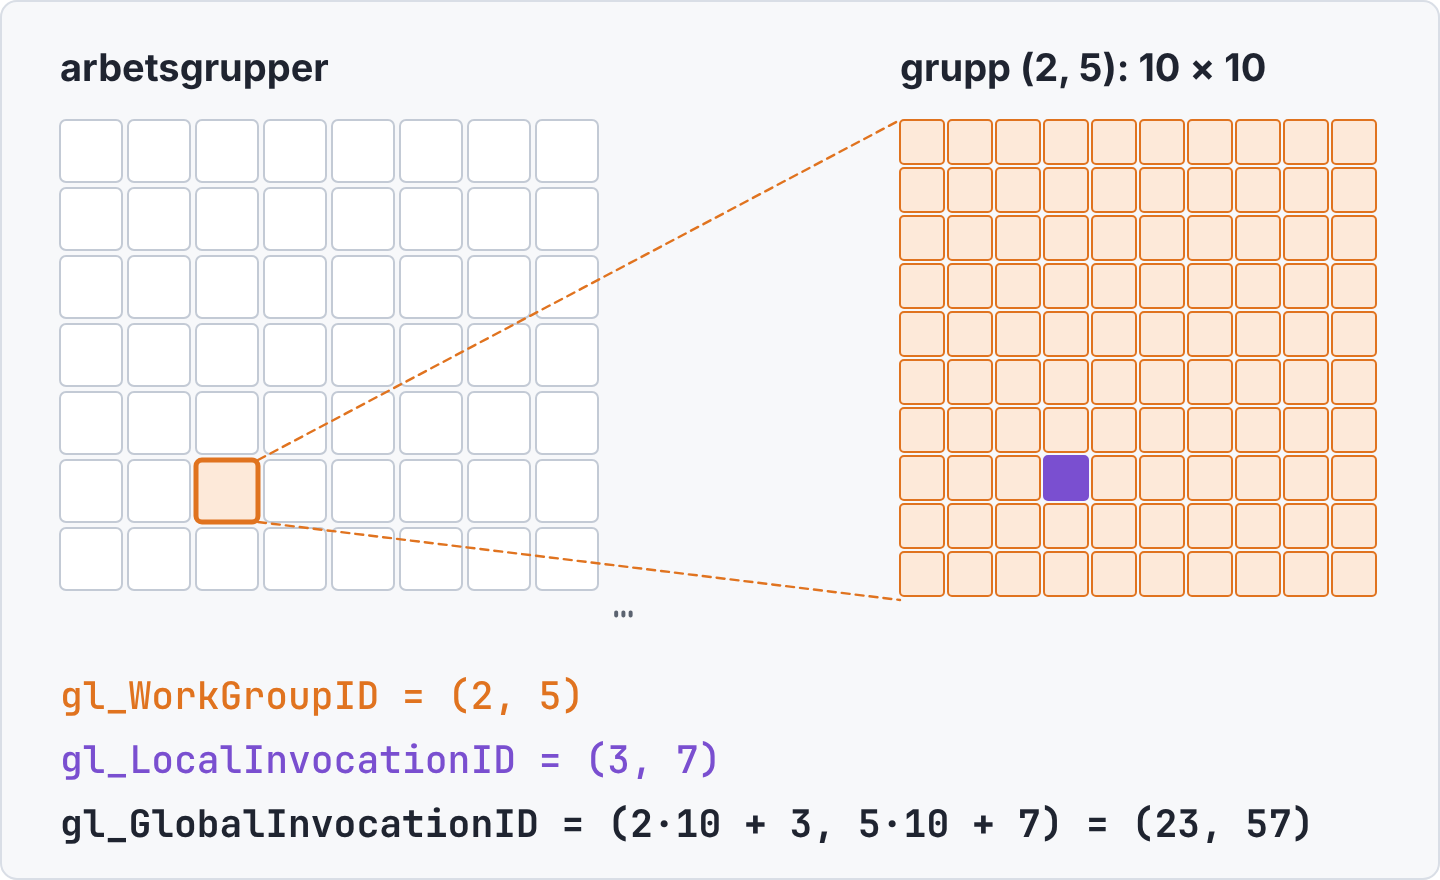 arbetsgrupper
grupp (2, 5): 10 × 10
…
gl_WorkGroupID = (2, 5)
gl_LocalInvocationID = (3, 7)
gl_GlobalInvocationID = (2·10 + 3, 5·10 + 7) = (23, 57)